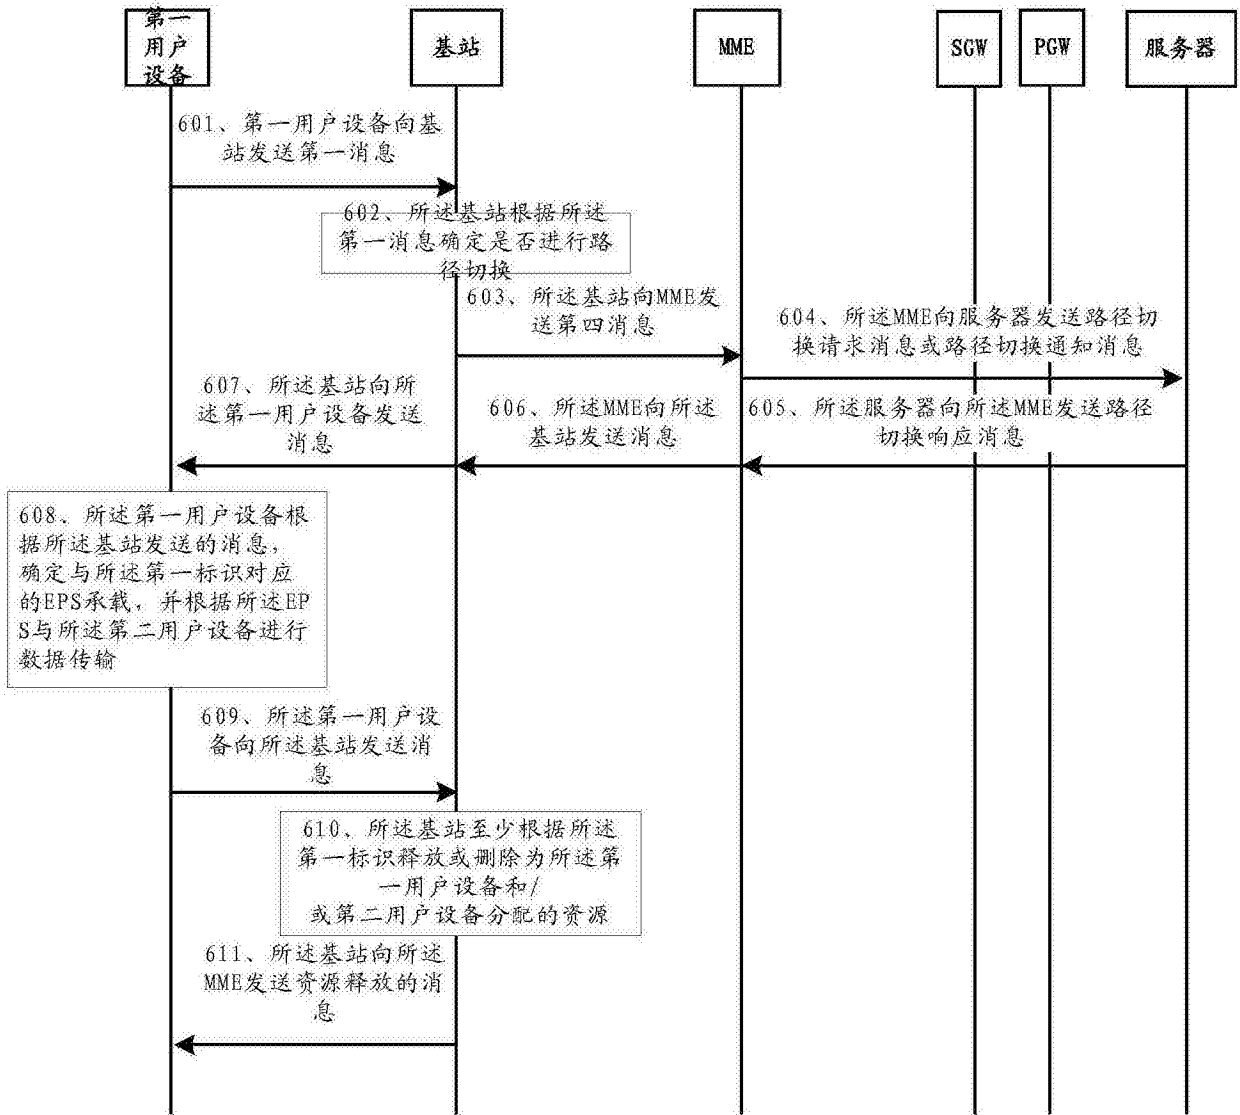 第一
用户
设备
基站
MME
SGW
PGW
服务器
601、第一用户设备向基
站发送第一消息
602、所述基站根据所述
第一消息确定是否进行路
径切换
603、所述基站向MME发
送第四消息
604、所述MME向服务器发送路径切
换请求消息或路径切换通知消息
607、所述基站向所
述第一用户设备发送
消息
606、所述MME向所述
基站发送消息
605、所述服务器向所述MME发送路径
切换响应消息
608、所述第一用户设备根
据所述基站发送的消息，
确定与所述第一标识对应
的EPS承载，并根据所述EP
S与所述第二用户设备进行
数据传输
609、所述第一用户设
备向所述基站发送消
息
610、所述基站至少根据所述
第一标识释放或删除为所述第
一用户设备和/
或第二用户设备分配的资源
611、所述基站向所述
MME发送资源释放的消
息